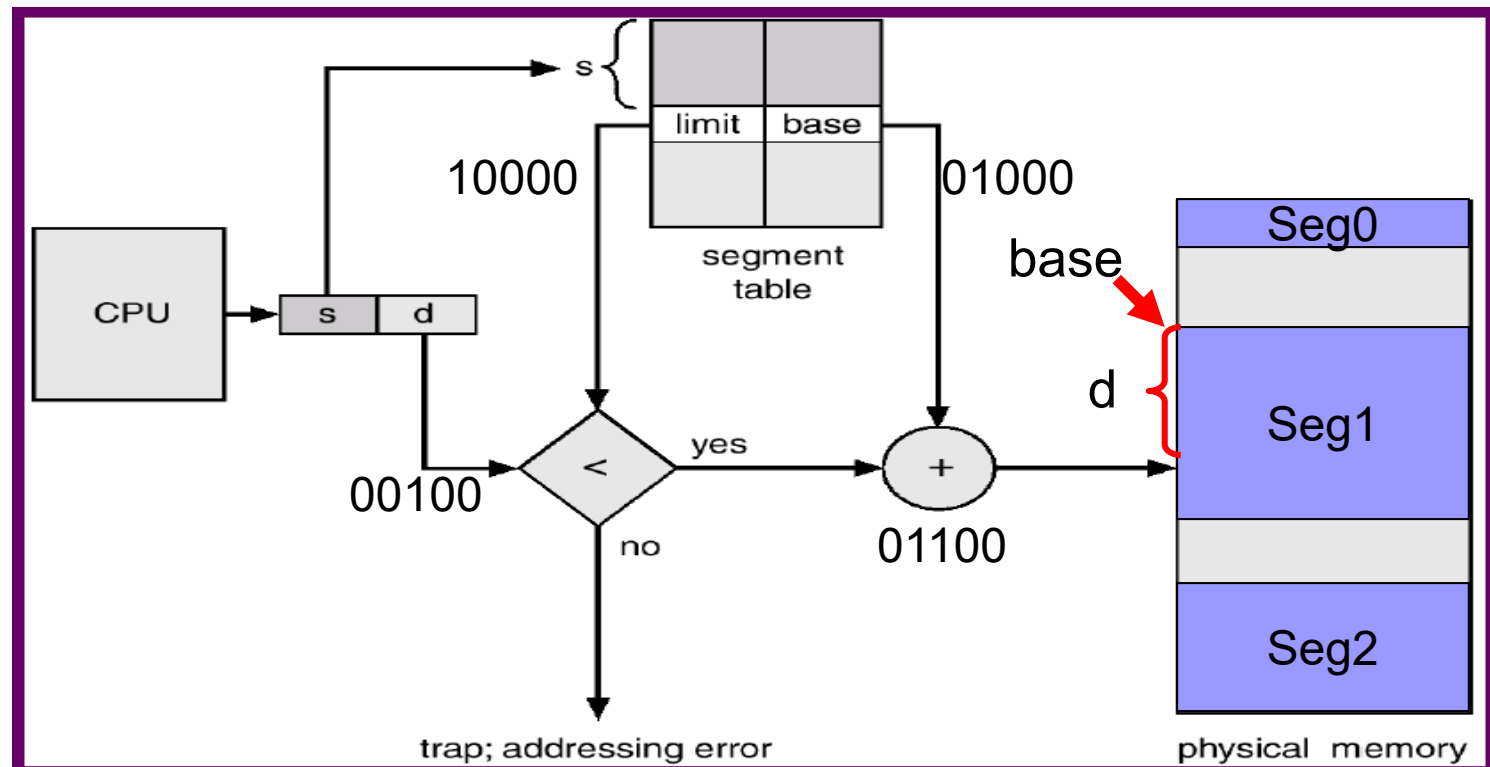 s
limit
base
10000
01000
Seg0
segment
table
base
CPU
s
d
d
Seg1
<
yes
+
00100
no
01100
Seg2
trap; addressing error
physical memory